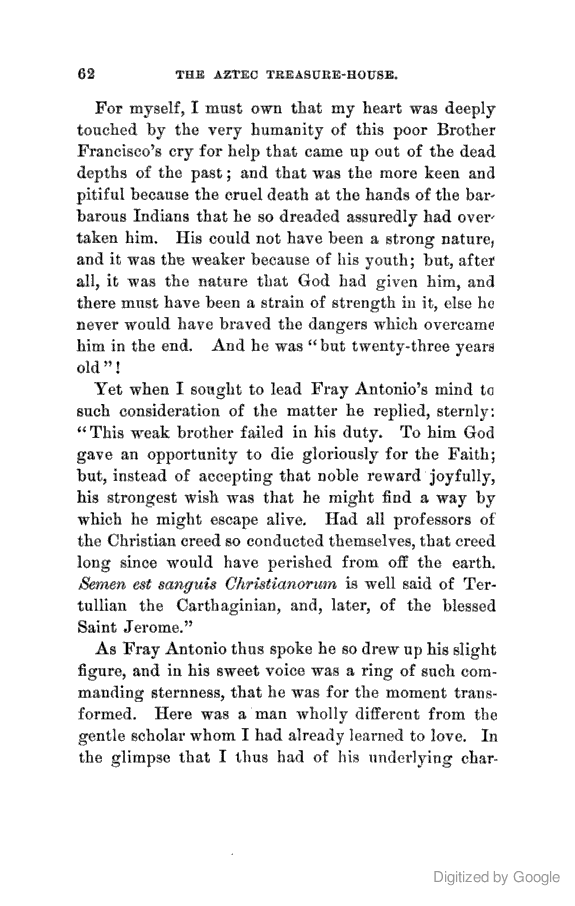 62 THE AZTEC TREASURE-HOUSE.
For myself, I must own that my heart was deeply
touched by the very humanity of this poor Brother
Francisco's cry for help that came up out of the dead
depths of the past; and that was the more keen and
pitiful because the cruel death at the hands of the bar-
barous Indians that he so dreaded assuredly had over-
taken him. His could not have been a strong nature,
and it was the weaker because of his youth; but, after
all, it was the nature that God had given him, and
there must have been a strain of strength in it, else he
never would have braved the dangers which overcame
him in the end. And he was "but twenty-three years
old"!
Yet when I sought to lead Fray Antonio's mind to
such consideration of the matter he replied, sternly:
"This weak brother failed in his duty. To him God
gave an opportunity to die gloriously for the Faith;
but, instead of accepting that noble reward joyfully,
his strongest wish was that he might find a way by
which he might escape alive. Had all professors of
the Christian creed so conducted themselves, that creed
long since would have perished from off the earth.
Semen est sanguis Christianorum is well said of Ter-
tullian the Carthaginian, and, later, of the blessed
Saint Jerome."
As Fray Antonio thus spoke he so drew up his slight
figure, and in his sweet voice was a ring of such com-
manding sternness, that he was for the moment trans-
formed. Here was a man wholly different from the
gentle scholar whom I had already learned to love. In
the glimpse that I thus had of his underlying char-
Digitized by Google